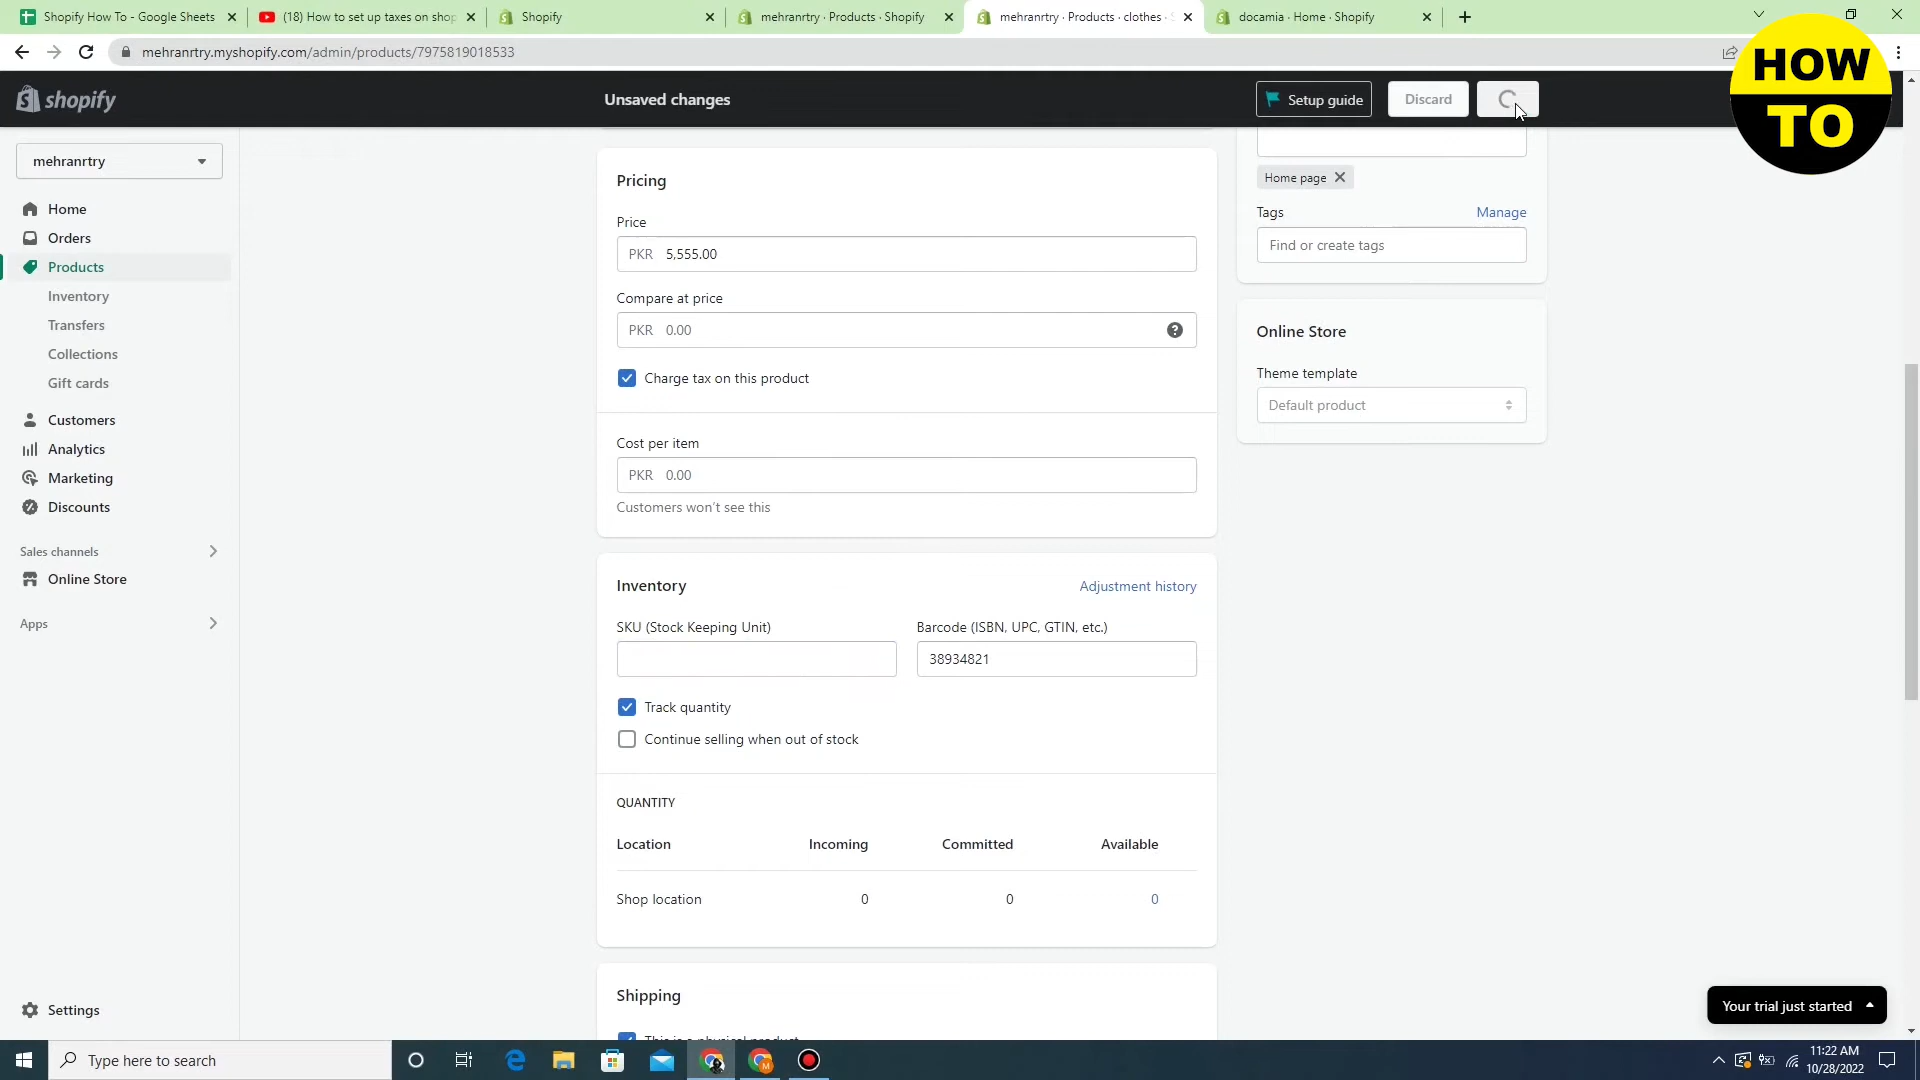 Shopify How To - Google Sheets
(18) How to set up taxes on shop
Shopify
mehranrtry · Products · Shopify
mehranrtry · Products · clothes ·
docamia · Home · Shopify
mehranrtry.myshopify.com/admin/products/7975819018533
HOW
TO
shopify
Unsaved changes
Setup guide
Discard
mehranrtry
Home
Orders
Products
Inventory
Transfers
Collections
Gift cards
Customers
Analytics
Marketing
Discounts
Sales channels
Online Store
Apps
Settings
Pricing
Price
PKR 5,555.00
Compare at price
PKR 0.00
Charge tax on this product
Cost per item
PKR 0.00
Customers won't see this
Inventory
Adjustment history
SKU (Stock Keeping Unit)
Barcode (ISBN, UPC, GTIN, etc.)
38934821
Track quantity
Continue selling when out of stock
QUANTITY
Location Incoming Committed Available
Shop location 0 0 0
Shipping
This is a physical product
Home page
Tags
Manage
Find or create tags
Online Store
Theme template
Default product
Your trial just started
Type here to search
11:22 AM
10/28/2022